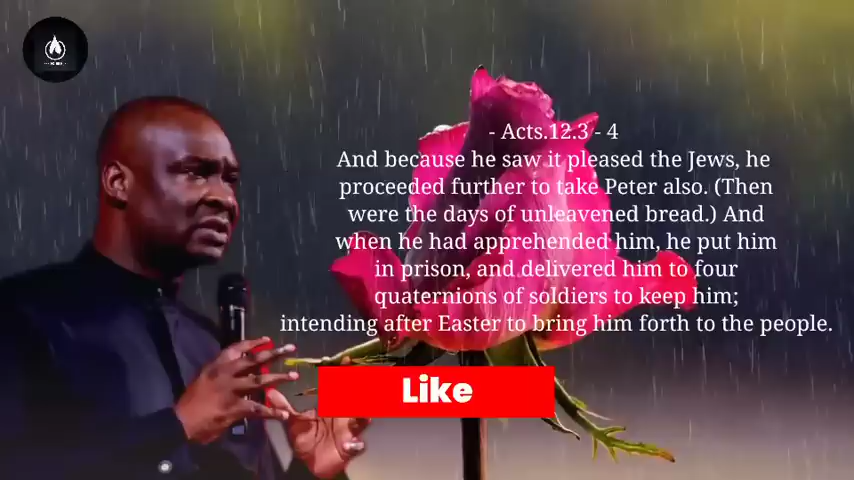 - Acts.12.3 - 4
And because he saw it pleased the Jews, he
proceeded further to take Peter also. (Then
were the days of unleavened bread.) And
when he had apprehended him, he put him
in prison, and delivered him to four
quaternions of soldiers to keep him;
intending after Easter to bring him forth to the people.
Like